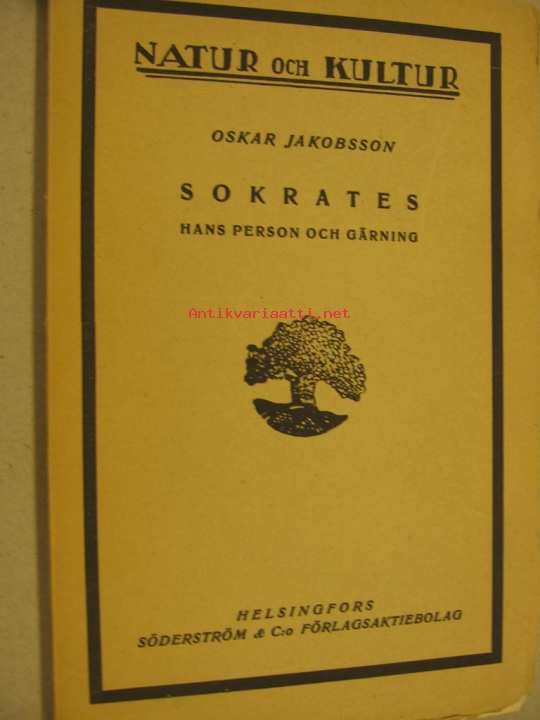 NATUR OCH KULTUR
OSKAR JAKOBSSON
SOKRATES
HANS PERSON OCH GÄRNING
Antikvariaatti.net
HELSINGFORS
SÖDERSTRÖM & C:o FÖRLAGSAKTIEBOLAG